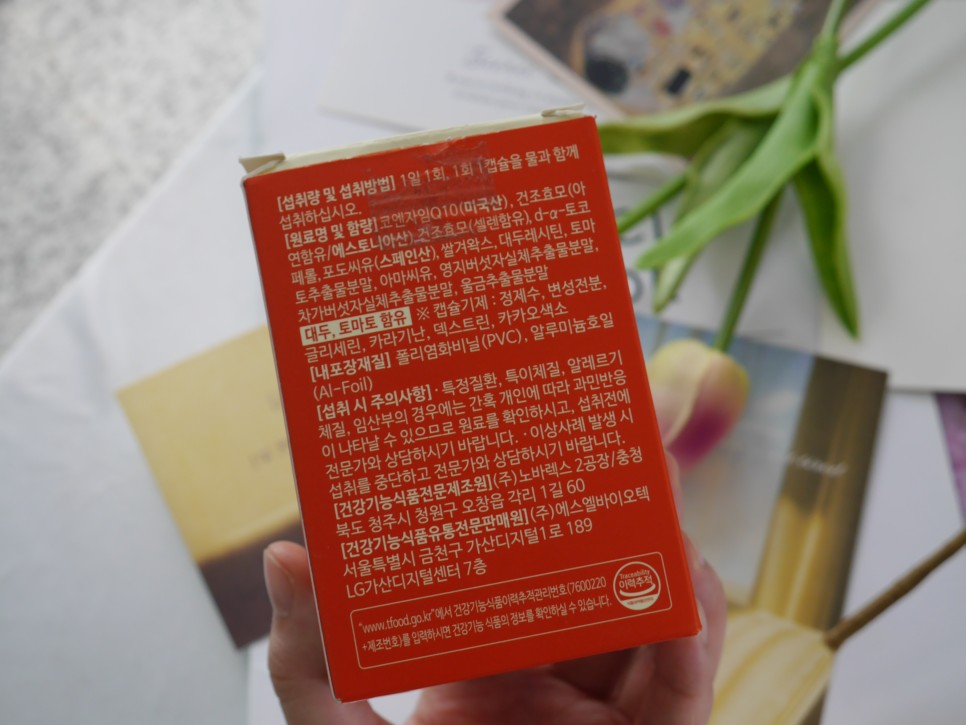 [섭취량 및 섭취방법] 1일 1회, 1회 1캡슐을 물과 함께
섭취하십시오.
[원료명 및 함량] 코엔자임Q10(미국산), 건조효모(아
연함유/에스토니아산), 건조효모(셀렌함유), d-α-토코
페롤, 포도씨유(스페인산), 쌀겨왁스, 대두레시틴, 토마
토추출물분말, 아마씨유, 영지버섯자실체추출물분말,
차가버섯자실체추출물분말, 울금추출물분말
대두, 토마토 함유 ※ 캡슐기제 : 정제수, 변성전분,
글리세린, 카라기난, 덱스트린, 카카오색소
[내포장재질] 폴리염화비닐(PVC), 알루미늄호일
(Al-Foil)
[섭취 시 주의사항] · 특정질환, 특이체질, 알레르기
체질, 임산부의 경우에는 간혹 개인에 따라 과민반응
이 나타날 수 있으므로 원료를 확인하시고, 섭취전에
전문가와 상담하시기 바랍니다. · 이상사례 발생 시
섭취를 중단하고 전문가와 상담하시기 바랍니다.
[건강기능식품전문제조원] (주)노바렉스 2공장/충청
북도 청주시 청원구 오창읍 각리 1길 60
[건강기능식품유통전문판매원] (주)에스엘바이오텍
서울특별시 금천구 가산디지털1로 189
LG가산디지털센터 7층
"www.tfood.go.kr"에서 건강기능식품이력추적관리번호(7600220
+제조번호)를 입력하시면 건강기능 식품의 정보를 확인하실 수 있습니다.
Traceability
이력추적